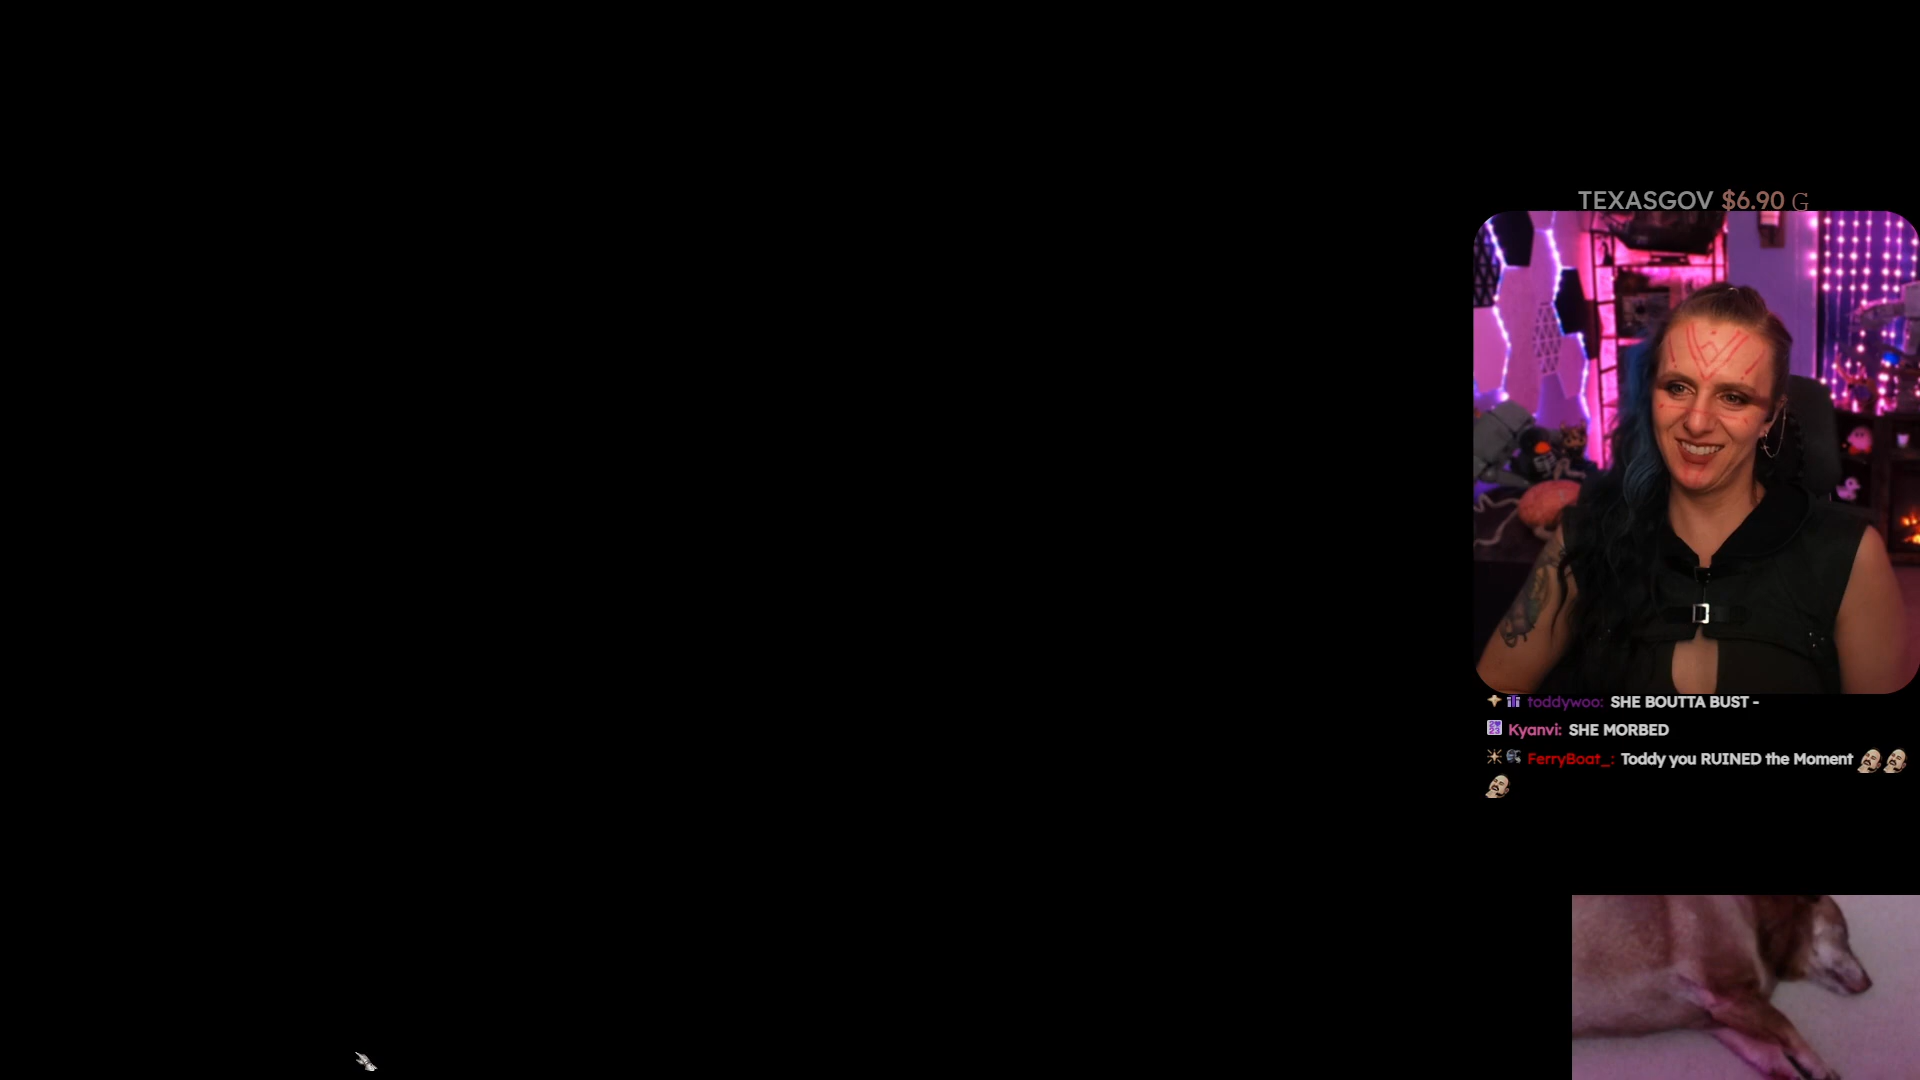 TEXASGOV $6.90 G
toddywoo: SHE BOUTTA BUST -
Kyanvi: SHE MORBED
FerryBoat_: Toddy you RUINED the Moment